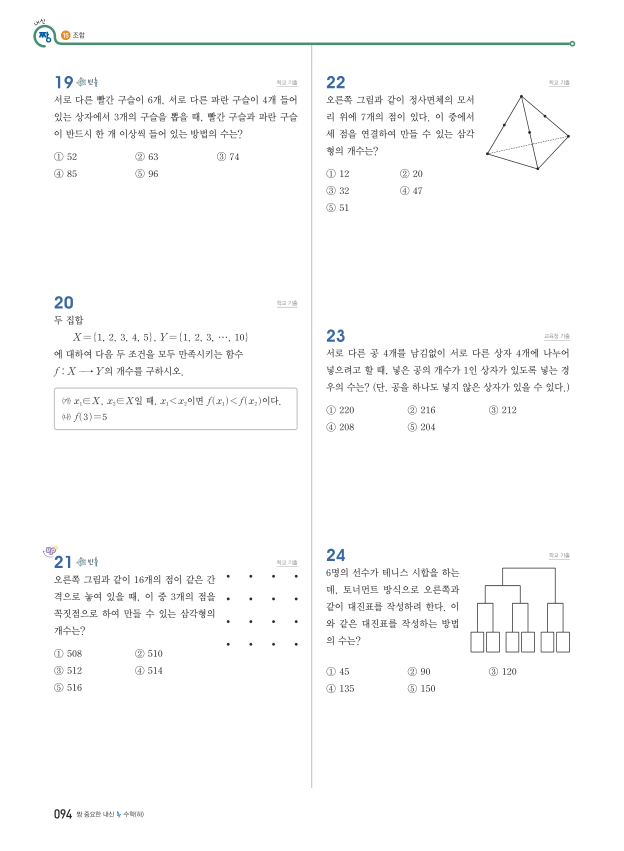 내신
짱
15 조합
19
학교 기출
서로 다른 빨간 구슬이 6개, 서로 다른 파란 구슬이 4개 들어
있는 상자에서 3개의 구슬을 뽑을 때, 빨간 구슬과 파란 구슬
이 반드시 한 개 이상씩 들어 있는 방법의 수는?
① 52 ② 63 ③ 74
④ 85 ⑤ 96
20
학교 기출
두 집합
X={1, 2, 3, 4, 5}, Y={1, 2, 3, ⋯, 10}
에 대하여 다음 두 조건을 모두 만족시키는 함수
f : X ⟶ Y의 개수를 구하시오.
㈎ x₁∈X, x₂∈X일 때, x₁<x₂이면 f(x₁)<f(x₂)이다.
㈏ f(3)=5
21
학교 기출
오른쪽 그림과 같이 16개의 점이 같은 간
격으로 놓여 있을 때, 이 중 3개의 점을
꼭짓점으로 하여 만들 수 있는 삼각형의
개수는?
① 508 ② 510
③ 512 ④ 514
⑤ 516
22
학교 기출
오른쪽 그림과 같이 정사면체의 모서
리 위에 7개의 점이 있다. 이 중에서
세 점을 연결하여 만들 수 있는 삼각
형의 개수는?
① 12 ② 20
③ 32 ④ 47
⑤ 51
23
교육청 기출
서로 다른 공 4개를 남김없이 서로 다른 상자 4개에 나누어
넣으려고 할 때, 넣은 공의 개수가 1인 상자가 있도록 넣는 경
우의 수는? (단, 공을 하나도 넣지 않은 상자가 있을 수 있다.)
① 220 ② 216 ③ 212
④ 208 ⑤ 204
24
학교 기출
6명의 선수가 테니스 시합을 하는
데, 토너먼트 방식으로 오른쪽과
같이 대진표를 작성하려 한다. 이
와 같은 대진표를 작성하는 방법
의 수는?
① 45 ② 90 ③ 120
④ 135 ⑤ 150
094 짱 중요한 내신 수학(하)